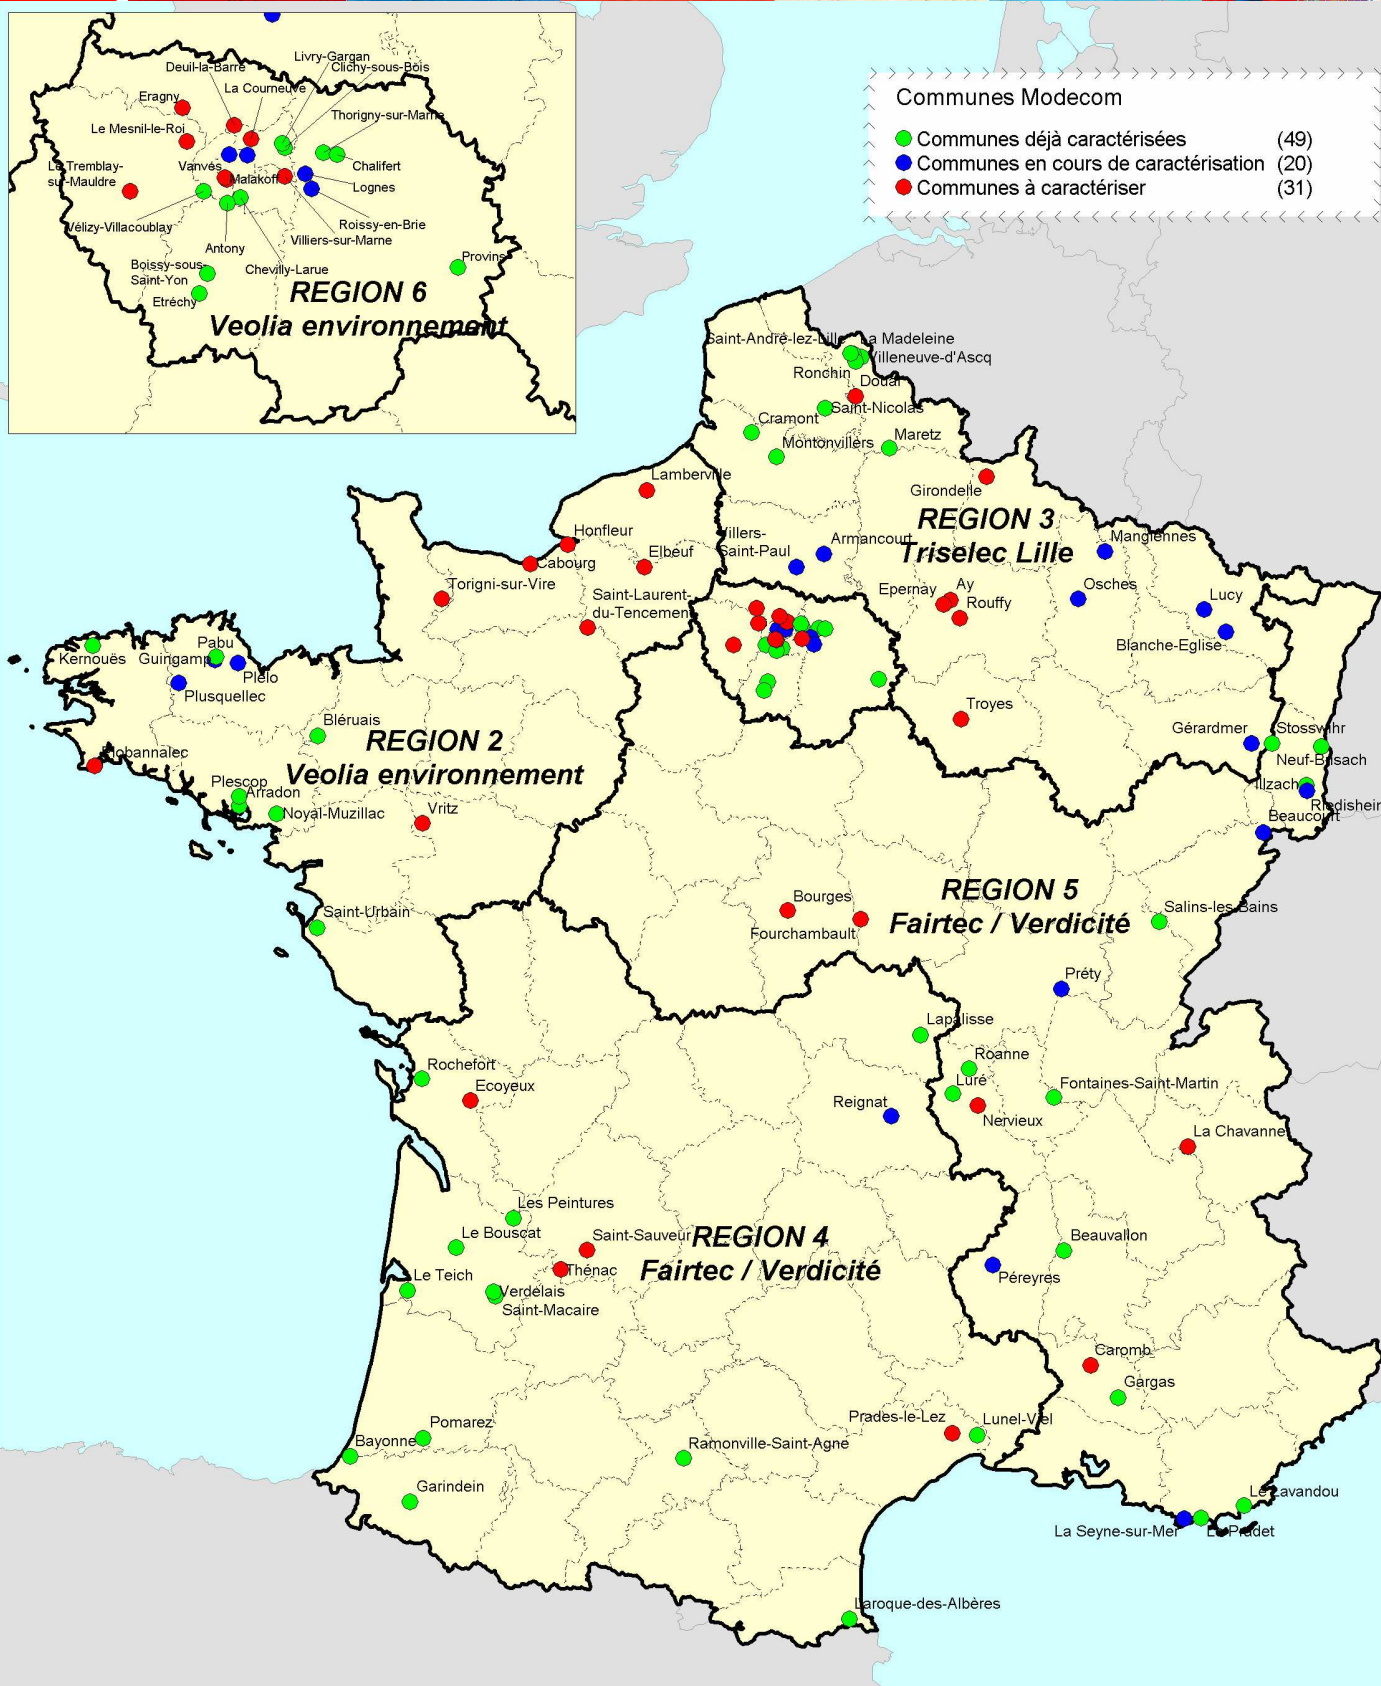 Livry-Gargan
Deuil-la-Barre
Clichy-sous-Bois
La Courneuve
Eragny
Thorigny-sur-Marne
Le Mesnil-le-Roi
Le Tremblay-
sur-Mauldre
Vanves
Malakoff
Chalifert
Lognes
Vélizy-Villacoublay
Roissy-en-Brie
Villiers-sur-Marne
Antony
Chevilly-Larue
Boissy-sous-
Saint-Yon
Etréchy
Provins
REGION 6
Veolia environnement
Communes Modecom
Communes déjà caractérisées (49)
Communes en cours de caractérisation (20)
Communes à caractériser (31)
Saint-André-lez-Lille
La Madeleine
Villeneuve-d'Ascq
Ronchin
Douai
Saint-Nicolas
Cramont
Montonvillers
Maretz
Lamberville
Girondelle
REGION 3
Triselec Lille
Honfleur
Villers-
Saint-Paul
Armancourt
Mangiennes
Cabourg
Elbeuf
Torigni-sur-Vire
Saint-Laurent-
du-Tencement
Epernay
Ay
Rouffy
Osches
Lucy
Blanche-Eglise
Kernouës
Pabu
Guingamp
Plélo
Plusquellec
Troyes
Bléruais
Gérardmer
Stosswihr
REGION 2
Veolia environnement
Plobannalec
Neuf-Brisach
Plescop
Arradon
Illzach
Noyal-Muzillac
Vritz
Riedisheim
Beaucourt
REGION 5
Fairtec / Verdicité
Bourges
Fourchambault
Saint-Urbain
Salins-les-Bains
Préty
Lapalisse
Roanne
Rochefort
Ecoyeux
Luré
Fontaines-Saint-Martin
Reignat
Nervieux
La Chavanne
Les Peintures
Le Bouscat
Saint-Sauveur
REGION 4
Fairtec / Verdicité
Beauvallon
Thénac
Le Teich
Péreyres
Verdelais
Saint-Macaire
Caromb
Gargas
Pomarez
Prades-le-Lez
Lunel-Viel
Bayonne
Ramonville-Saint-Agne
Garindein
Le Lavandou
La Seyne-sur-Mer
Le Pradet
Laroque-des-Albères